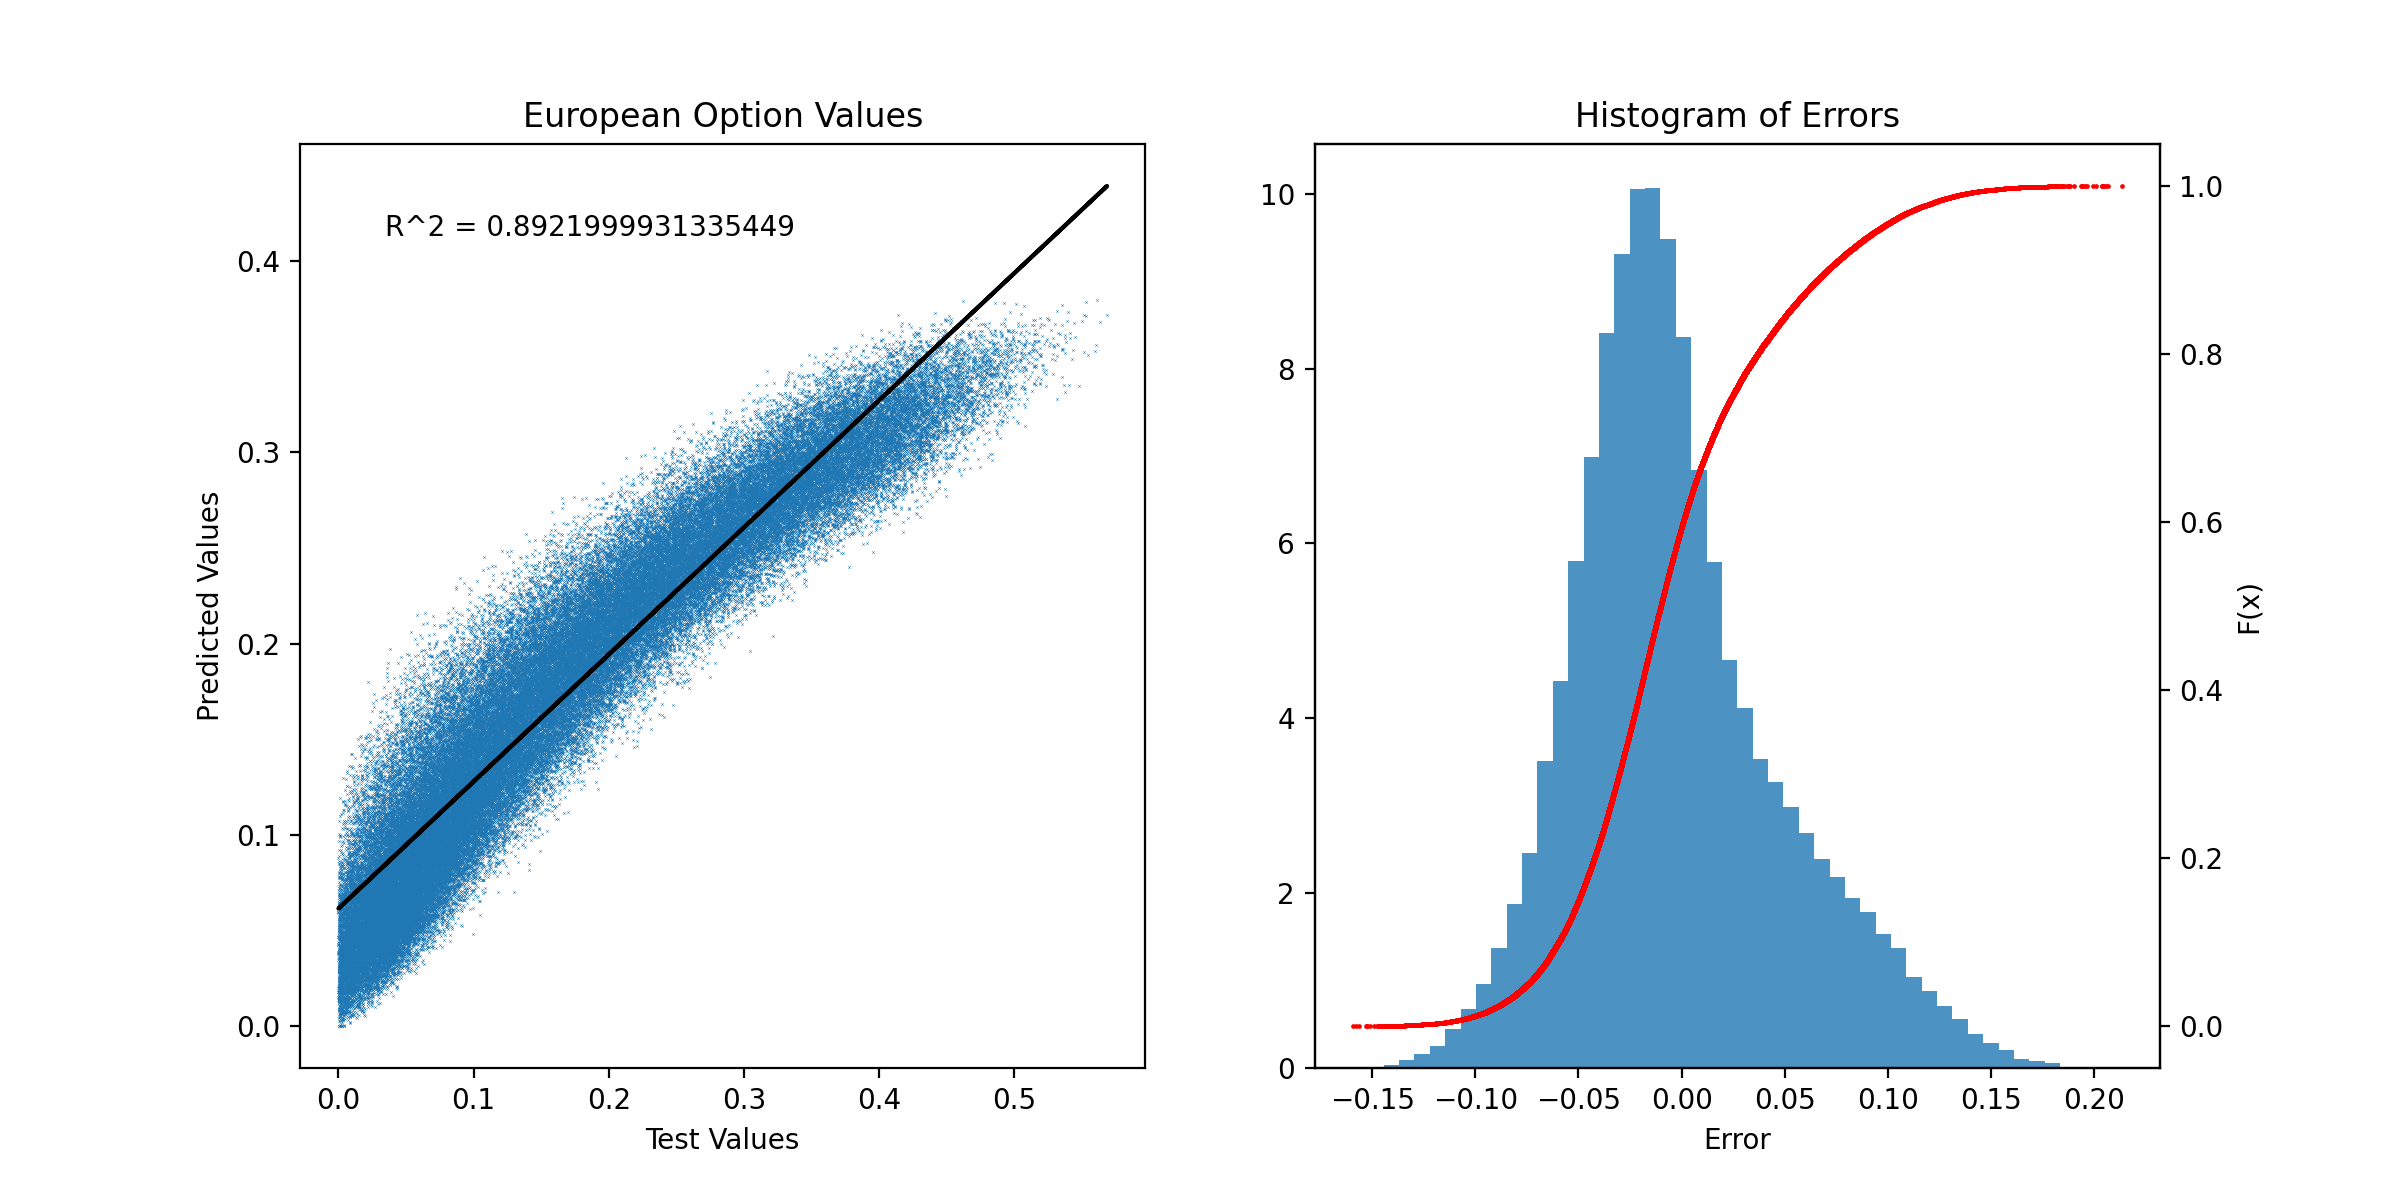 European Option Values
R^2 = 0.8921999931335449
Predicted Values
0.4
0.3
0.2
0.1
0.0
0.0 0.1 0.2 0.3 0.4 0.5
Test Values
Histogram of Errors
10
8
6
4
2
0
1.0
0.8
0.6
0.4
0.2
0.0
F(x)
−0.15 −0.10 −0.05 0.00 0.05 0.10 0.15 0.20
Error